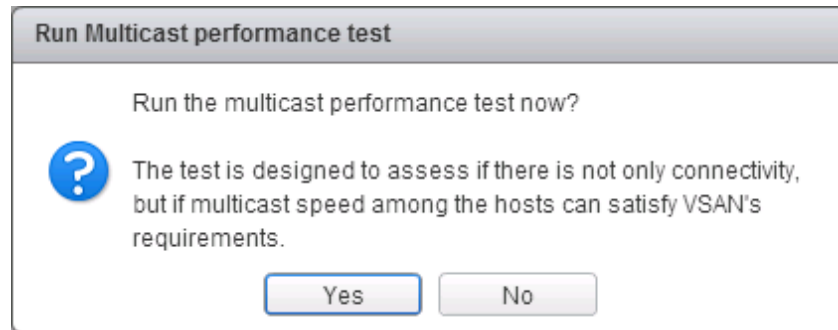 Run Multicast performance test
Run the multicast performance test now?
The test is designed to assess if there is not only connectivity,
but if multicast speed among the hosts can satisfy VSAN's
requirements.
Yes
No